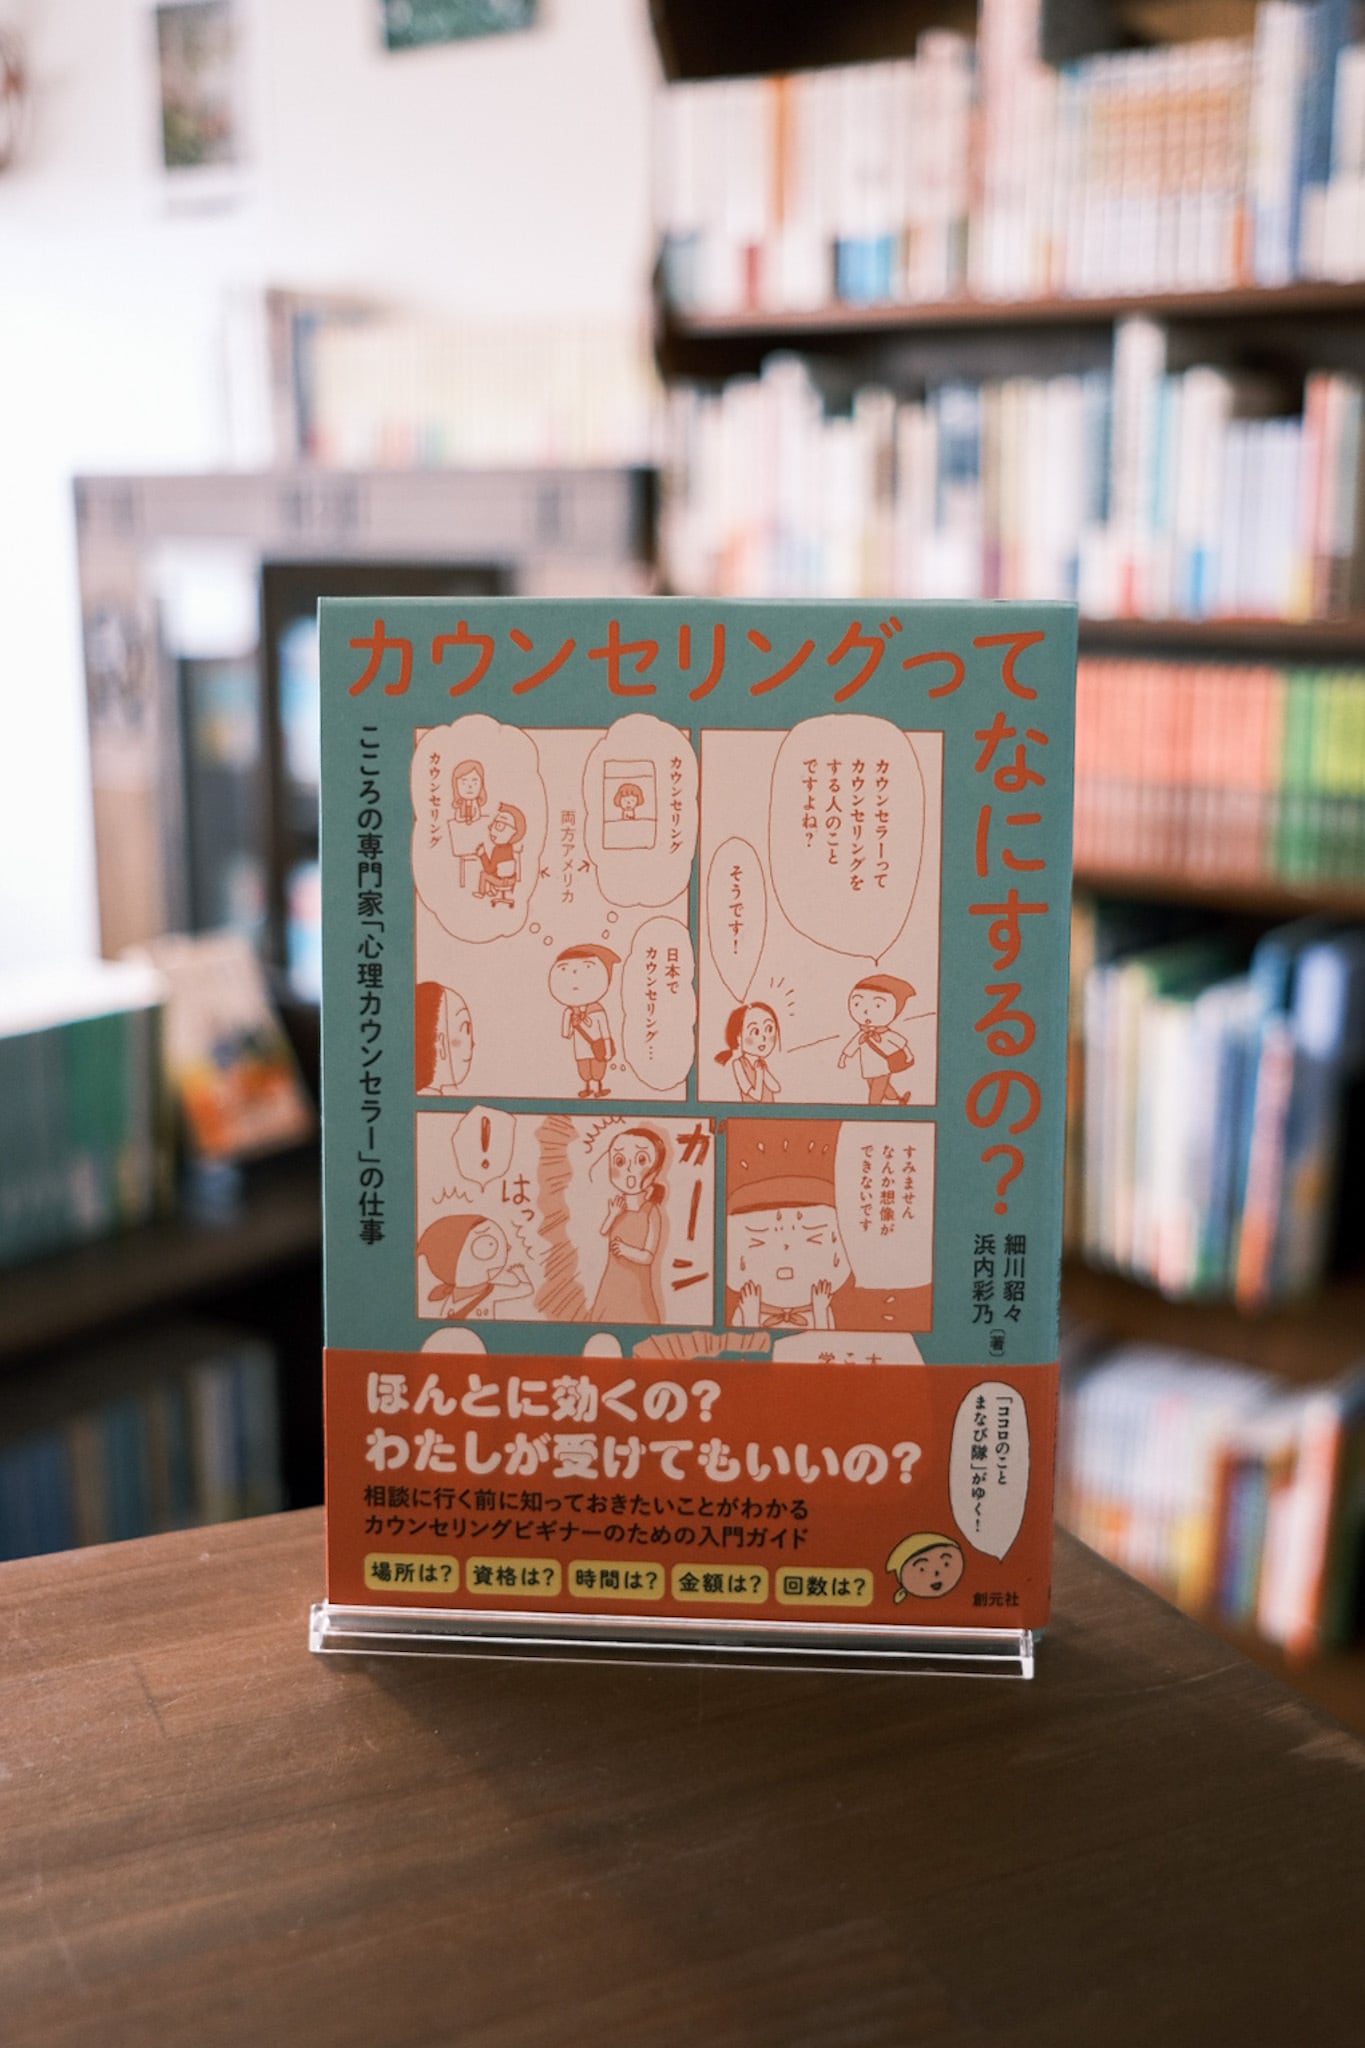 カウンセリングって
なにするの?
こころの専門家「心理カウンセラー」の仕事
カウンセラーって
カウンセリングを
する人のこと
ですよね?
そうです!
カウンセリング
両方アメリカ
カウンセリング
日本で
カウンセリング…
すみません
なんか想像が
できないです
ガーン
!
はっ
細川貂々
浜内彩乃
[著]
ほんとに効くの?
わたしが受けてもいいの?
相談に行く前に知っておきたいことがわかる
カウンセリングビギナーのための入門ガイド
場所は?
資格は?
時間は?
金額は?
回数は?
「ココロのこと
まなび隊」がゆく!
創元社